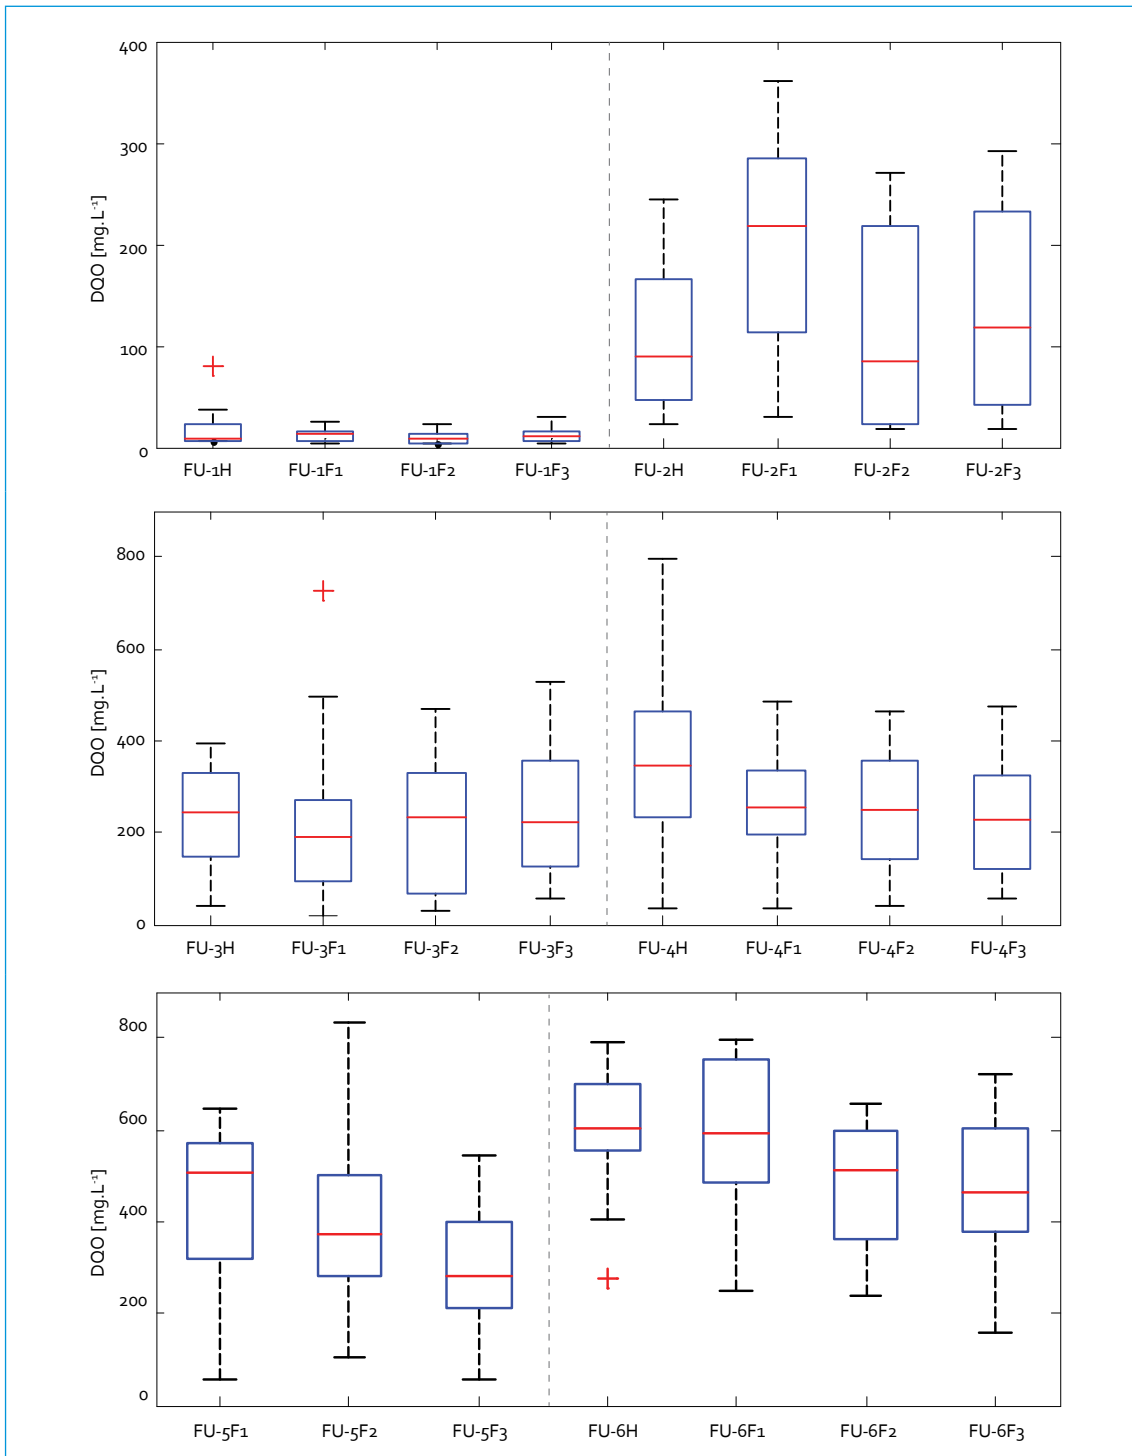 400
300
200
100
0
DQO [mg.L⁻¹]
FU-1H FU-1F1 FU-1F2 FU-1F3 FU-2H FU-2F1 FU-2F2 FU-2F3
800
600
400
200
0
DQO [mg.L⁻¹]
FU-3H FU-3F1 FU-3F2 FU-3F3 FU-4H FU-4F1 FU-4F2 FU-4F3
800
600
400
200
0
DQO [mg.L⁻¹]
FU-5F1 FU-5F2 FU-5F3 FU-6H FU-6F1 FU-6F2 FU-6F3